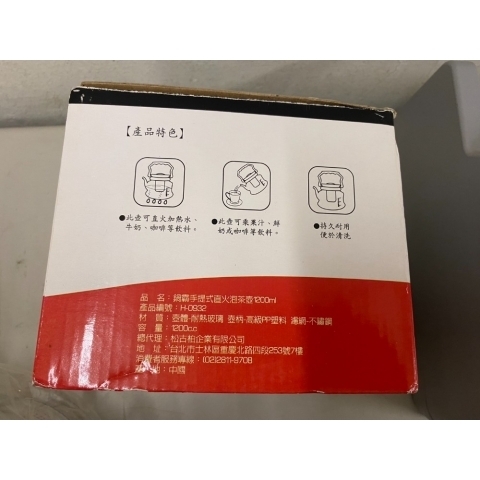 【產品特色】
●此壺可直火加熱水、
牛奶、咖啡等飲料。
●此壺可乘果汁、鮮
奶或咖啡等飲料。
●持久耐用
便於清洗
品　名：鍋霸手提式直火泡茶壺1200ml
產品編號：H-0932
材　質：壺體-耐熱玻璃 壺柄-高級PP塑料 濾網-不鏽鋼
容　量：1200c.c
總代理：松古柏企業有限公司
地　址：台北市士林區重慶北路四段253號7樓
消費者服務專線：(02)2811-9708
產地：中國